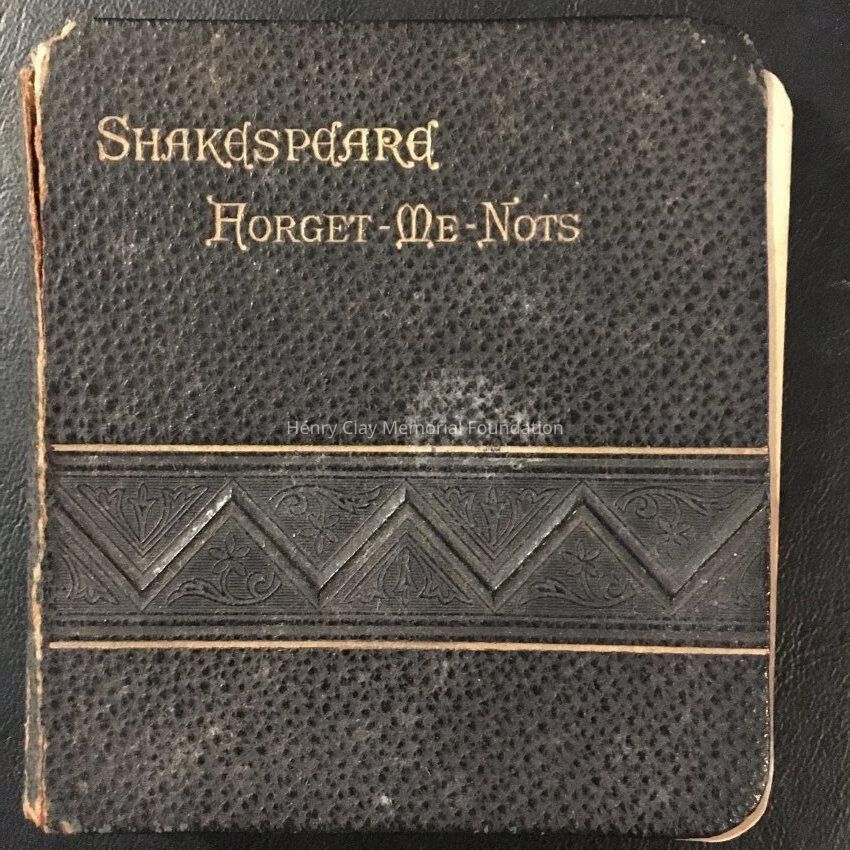 Shakespeare
Forget-Me-Nots
Henry Clay Memorial Foundation